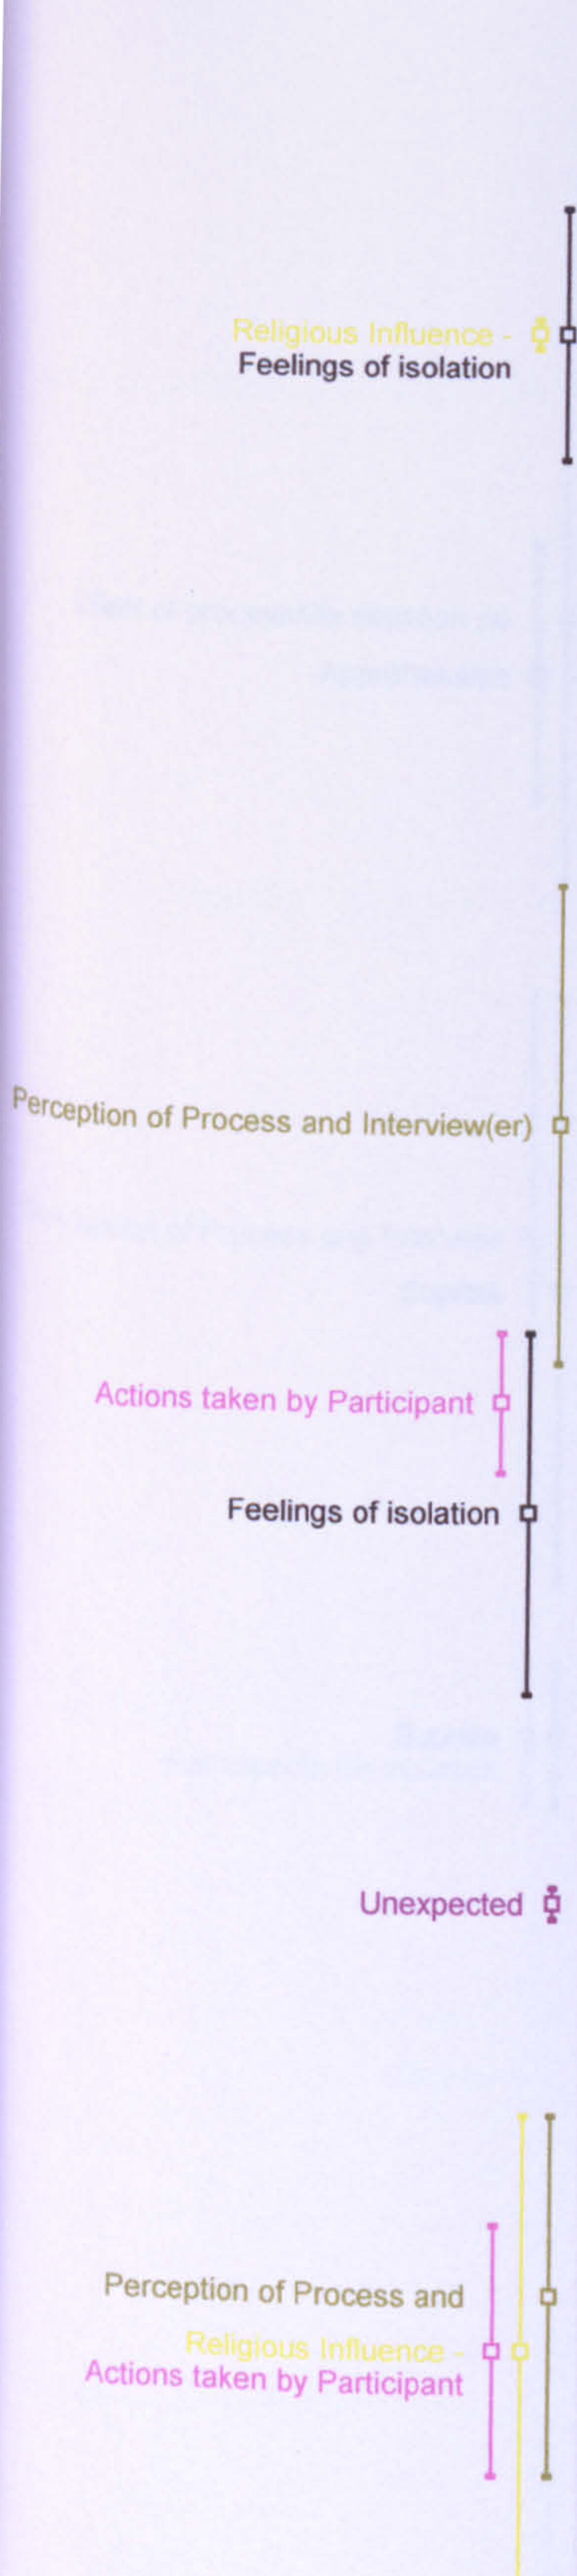 Religious Influence -
Feelings of isolation
Perception of Process and Interview(er)
Actions taken by Participant
Feelings of isolation
Unexpected
Perception of Process and
Religious Influence -
Actions taken by Participant